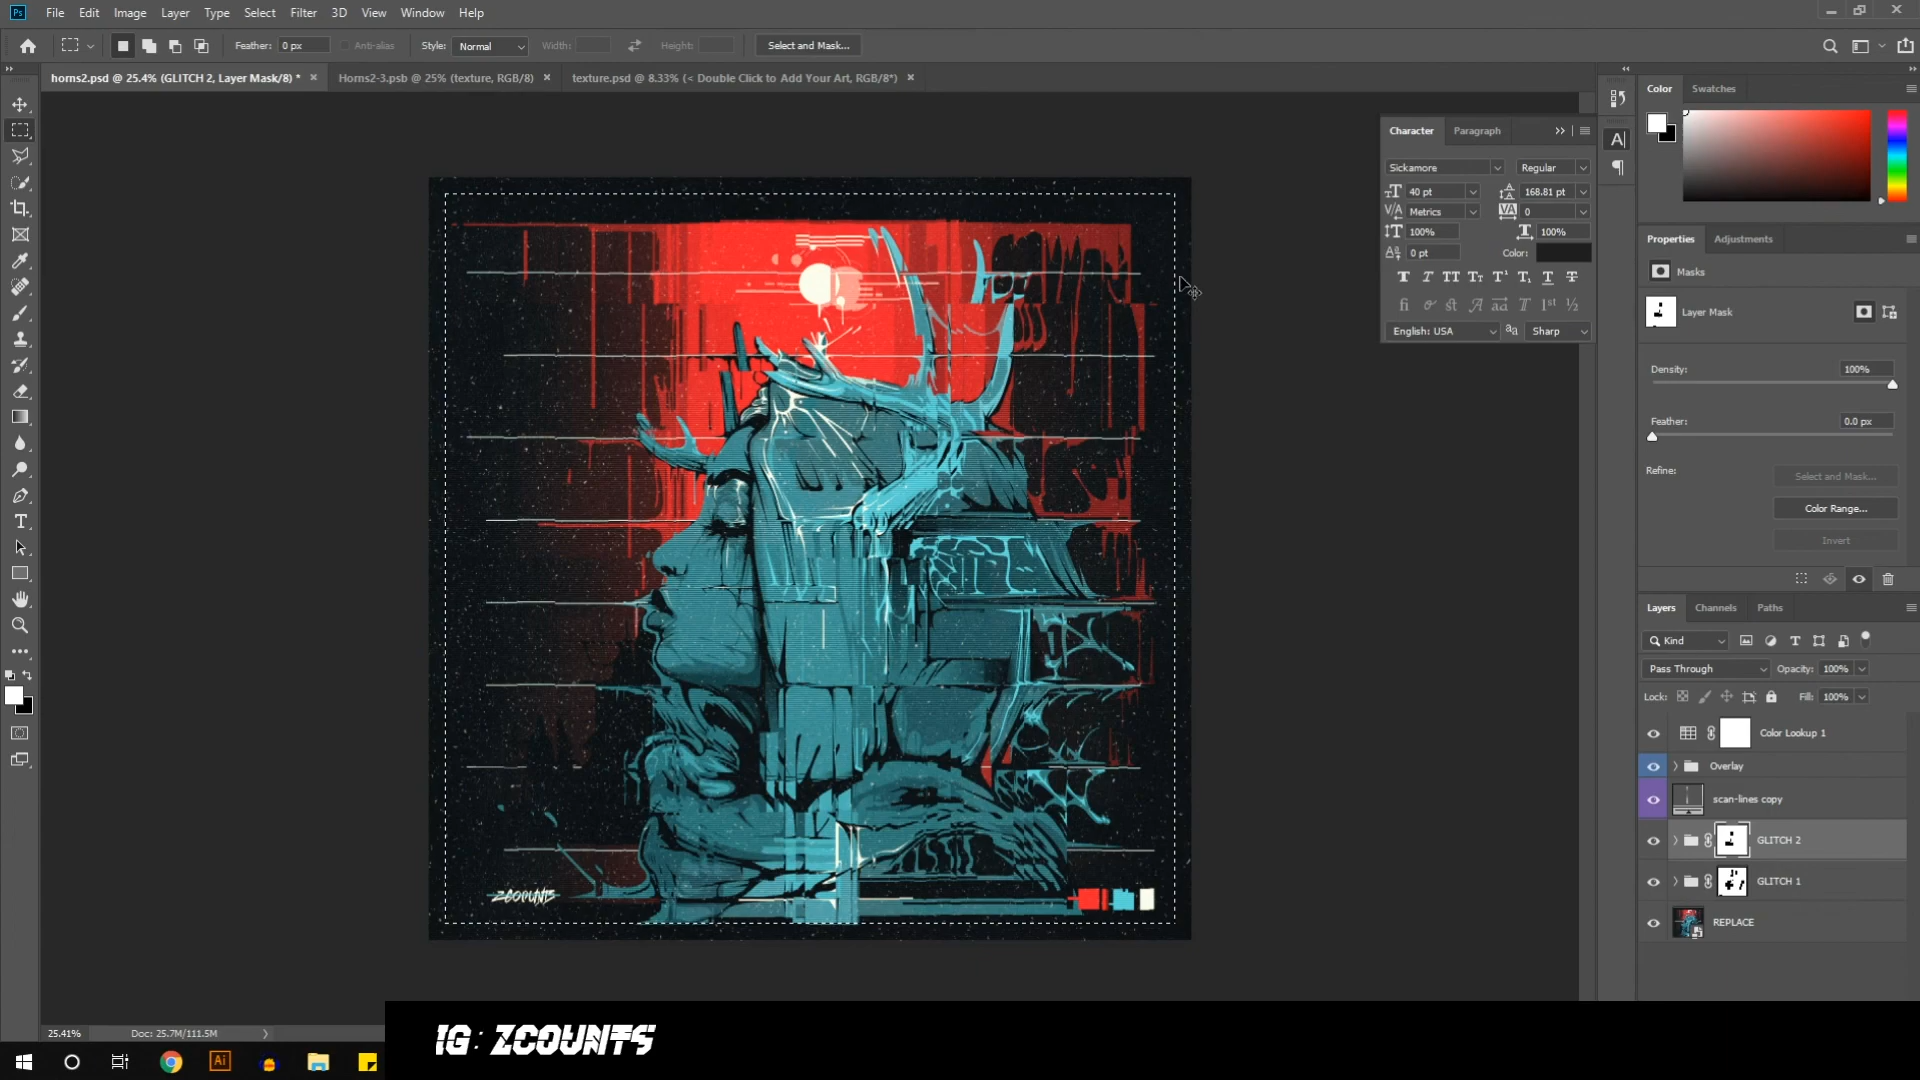 Ps File Edit Image Layer Type Select Filter 3D View Window Help
Feather: 0 px Anti-alias Style: Normal Width: Height: Select and Mask...
horns2.psd @ 25.4% (GLITCH 2, Layer Mask/8) * Horns2-3.psb @ 25% (texture, RGB/8) texture.psd @ 8.33% (< Double Click to Add Your Art, RGB/8*)
Color Swatches
Character Paragraph
Sickamore Regular
40 pt 168.81 pt
Metrics 0
100% 100%
0 pt Color:
English: USA Sharp
Properties Adjustments
Masks
Layer Mask
Density: 100%
Feather: 0.0 px
Refine: Select and Mask...
Color Range...
Invert
Layers Channels Paths
Kind
Pass Through Opacity: 100%
Lock: Fill: 100%
Color Lookup 1
Overlay
scan-lines copy
GLITCH 2
GLITCH 1
REPLACE
ZCOUNTS
25.41% Doc: 25.7M/111.5M
Ai
IG: ZCOUNTS